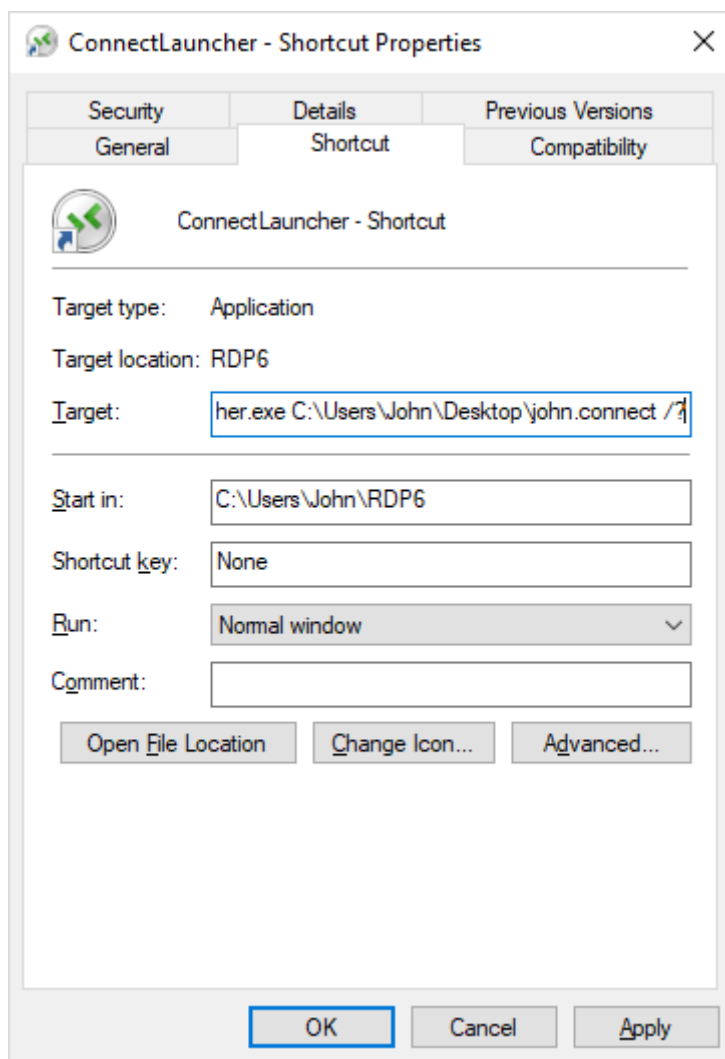 ConnectLauncher - Shortcut Properties
Security Details Previous Versions
General Shortcut Compatibility
ConnectLauncher - Shortcut
Target type: Application
Target location: RDP6
Target: her.exe C:\Users\John\Desktop\john.connect /?
Start in: C:\Users\John\RDP6
Shortcut key: None
Run: Normal window
Comment:
Open File Location Change Icon... Advanced...
OK Cancel Apply